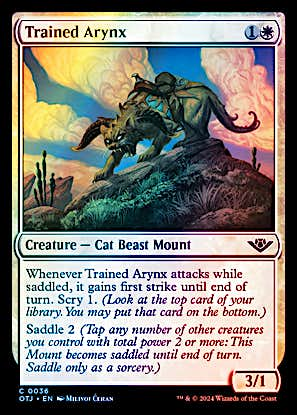 Trained Arynx 1
Creature — Cat Beast Mount
Whenever Trained Arynx attacks while
saddled, it gains first strike until end of
turn. Scry 1. (Look at the top card of your
library. You may put that card on the bottom.)
Saddle 2 (Tap any number of other creatures
you control with total power 2 or more: This
Mount becomes saddled until end of turn.
Saddle only as a sorcery.)
3/1
C 0036
OTJ • EN Milivoj Ćeran
™ & © 2024 Wizards of the Coast